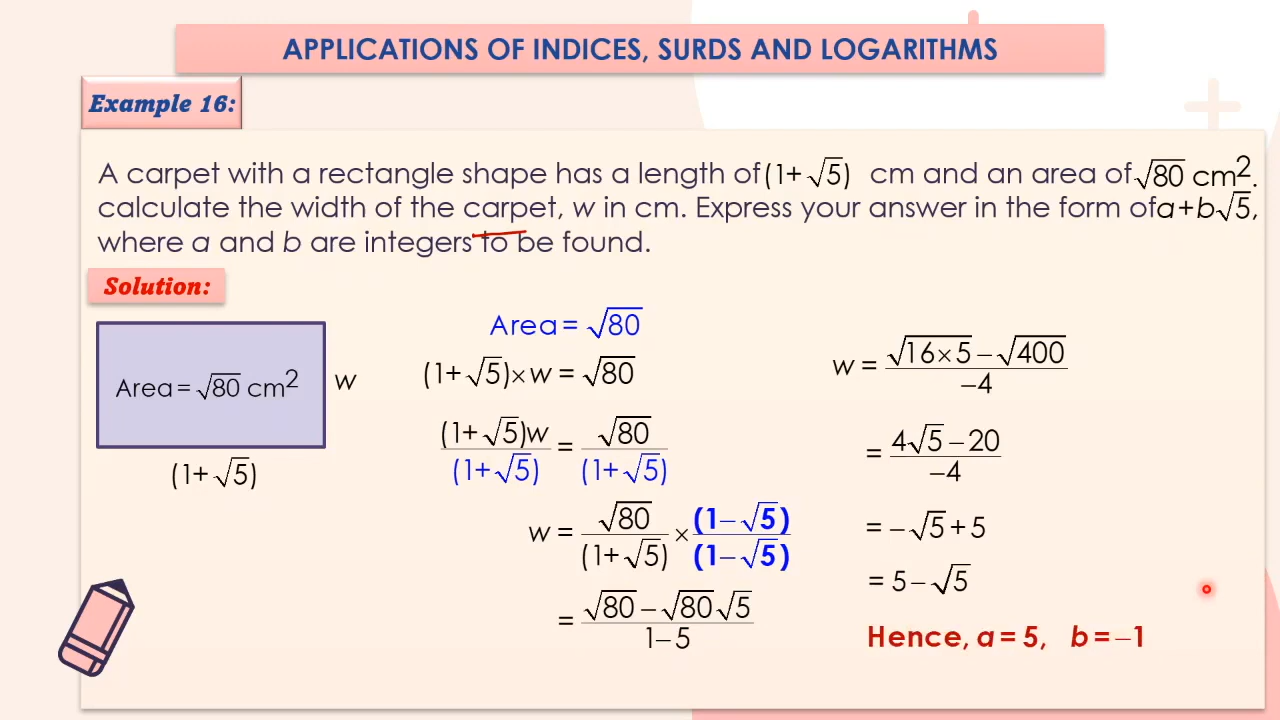 APPLICATIONS OF INDICES, SURDS AND LOGARITHMS
Example 16:
A carpet with a rectangle shape has a length of (1+√5) cm and an area of √80 cm².
calculate the width of the carpet, w in cm. Express your answer in the form of a+b√5,
where a and b are integers to be found.
Solution:
Area = √80 cm²
w
(1+√5)
Area = √80
(1+√5)×w = √80
(1+√5)w / (1+√5) = √80 / (1+√5)
w = √80 / (1+√5) × (1–√5) / (1–√5)
= (√80 – √80√5) / (1–5)
w = (√(16×5) – √400) / –4
= (4√5 – 20) / –4
= –√5+5
= 5–√5
Hence, a = 5, b = –1